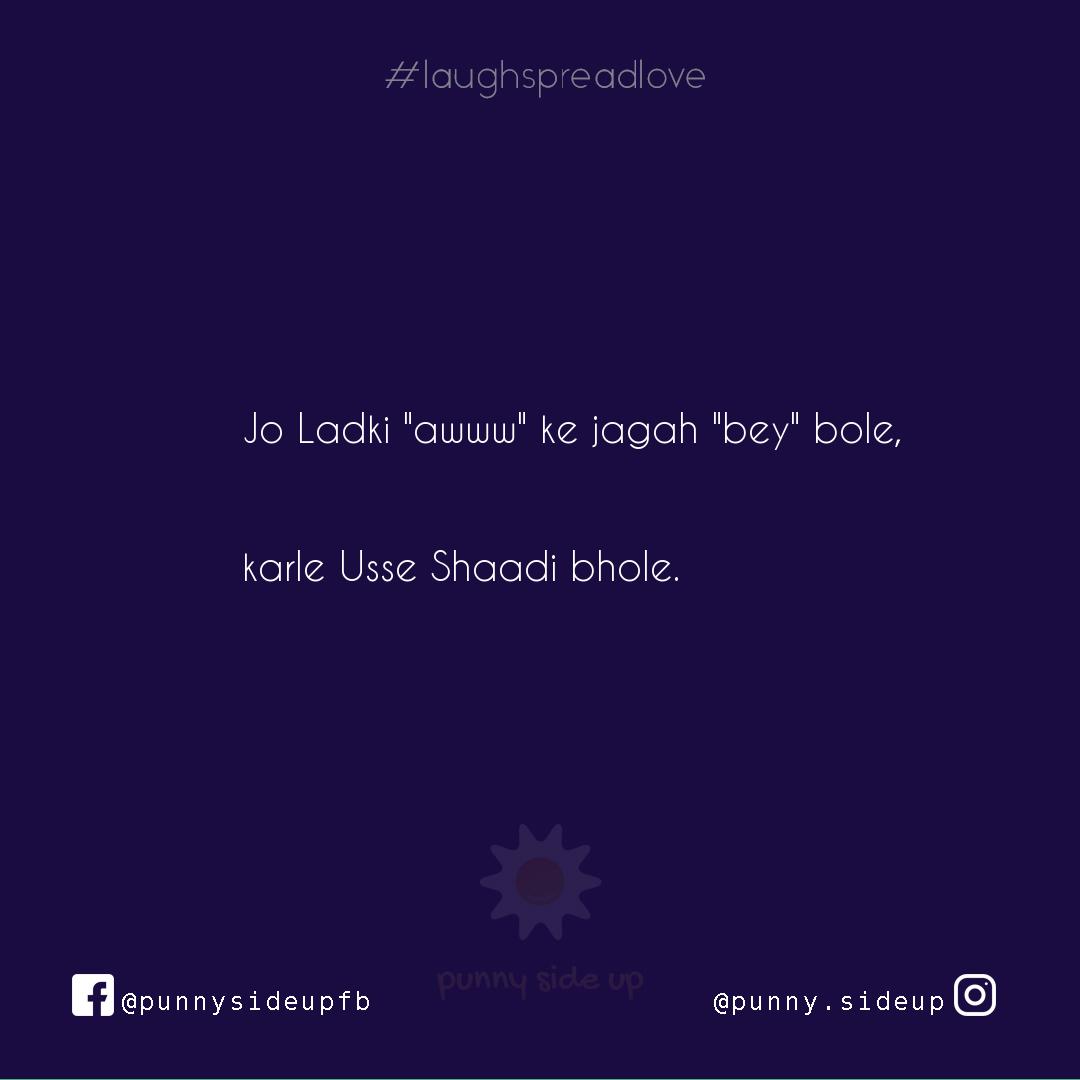 #laughspreadlove
Jo Ladki "awww" ke jagah "bey" bole,
karle Usse Shaadi bhole.
punny side up
@punnysideupfb
@punny.sideup